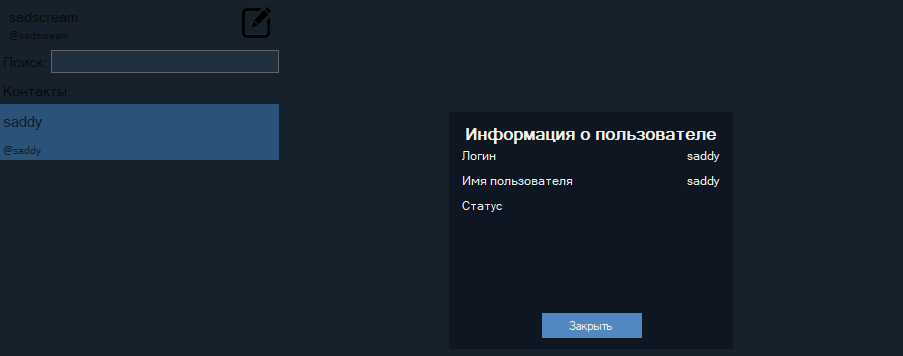 sadscream
@sadscream
Поиск:
Контакты:
saddy
@saddy
Информация о пользователе
Логин saddy
Имя пользователя saddy
Статус
Закрыть